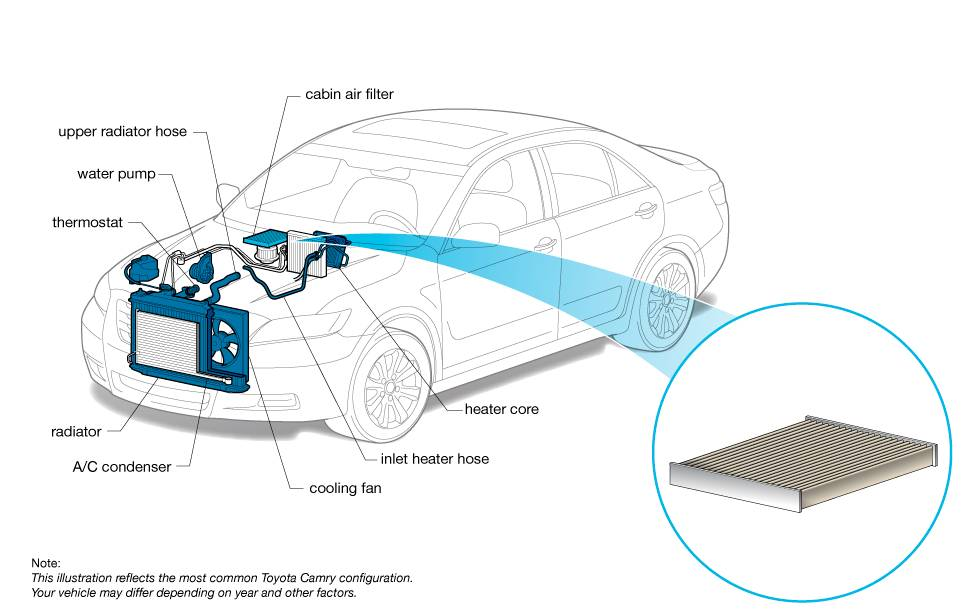 cabin air filter
upper radiator hose
water pump
thermostat
heater core
radiator
inlet heater hose
A/C condenser
cooling fan
Note:
This illustration reflects the most common Toyota Camry configuration.
Your vehicle may differ depending on year and other factors.